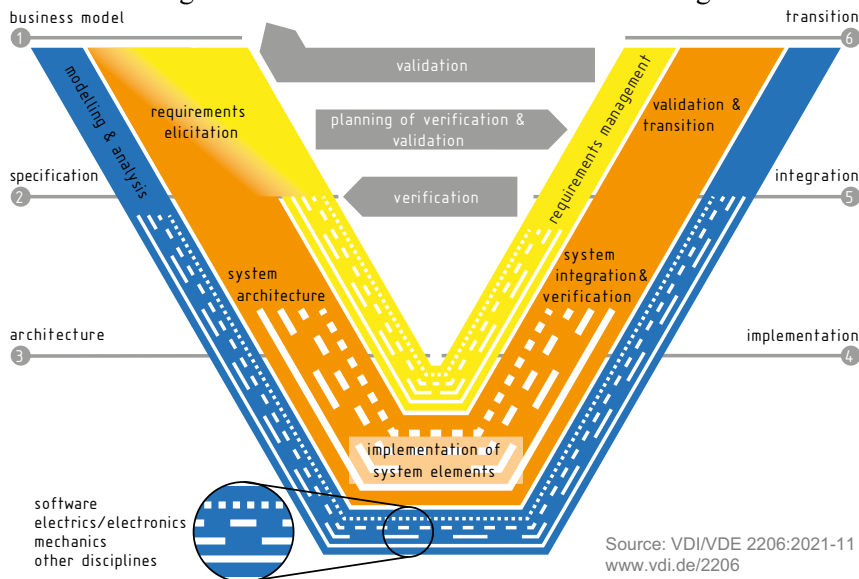 business model
transition
1
6
validation
modelling & analysis
requirements
elicitation
planning of verification &
validation
requirements management
validation &
transition
specification
integration
2
5
verification
system
architecture
system
integration &
verification
architecture
implementation
3
4
implementation of
system elements
software
electrics/electronics
mechanics
other disciplines
Source: VDI/VDE 2206:2021-11
www.vdi.de/2206